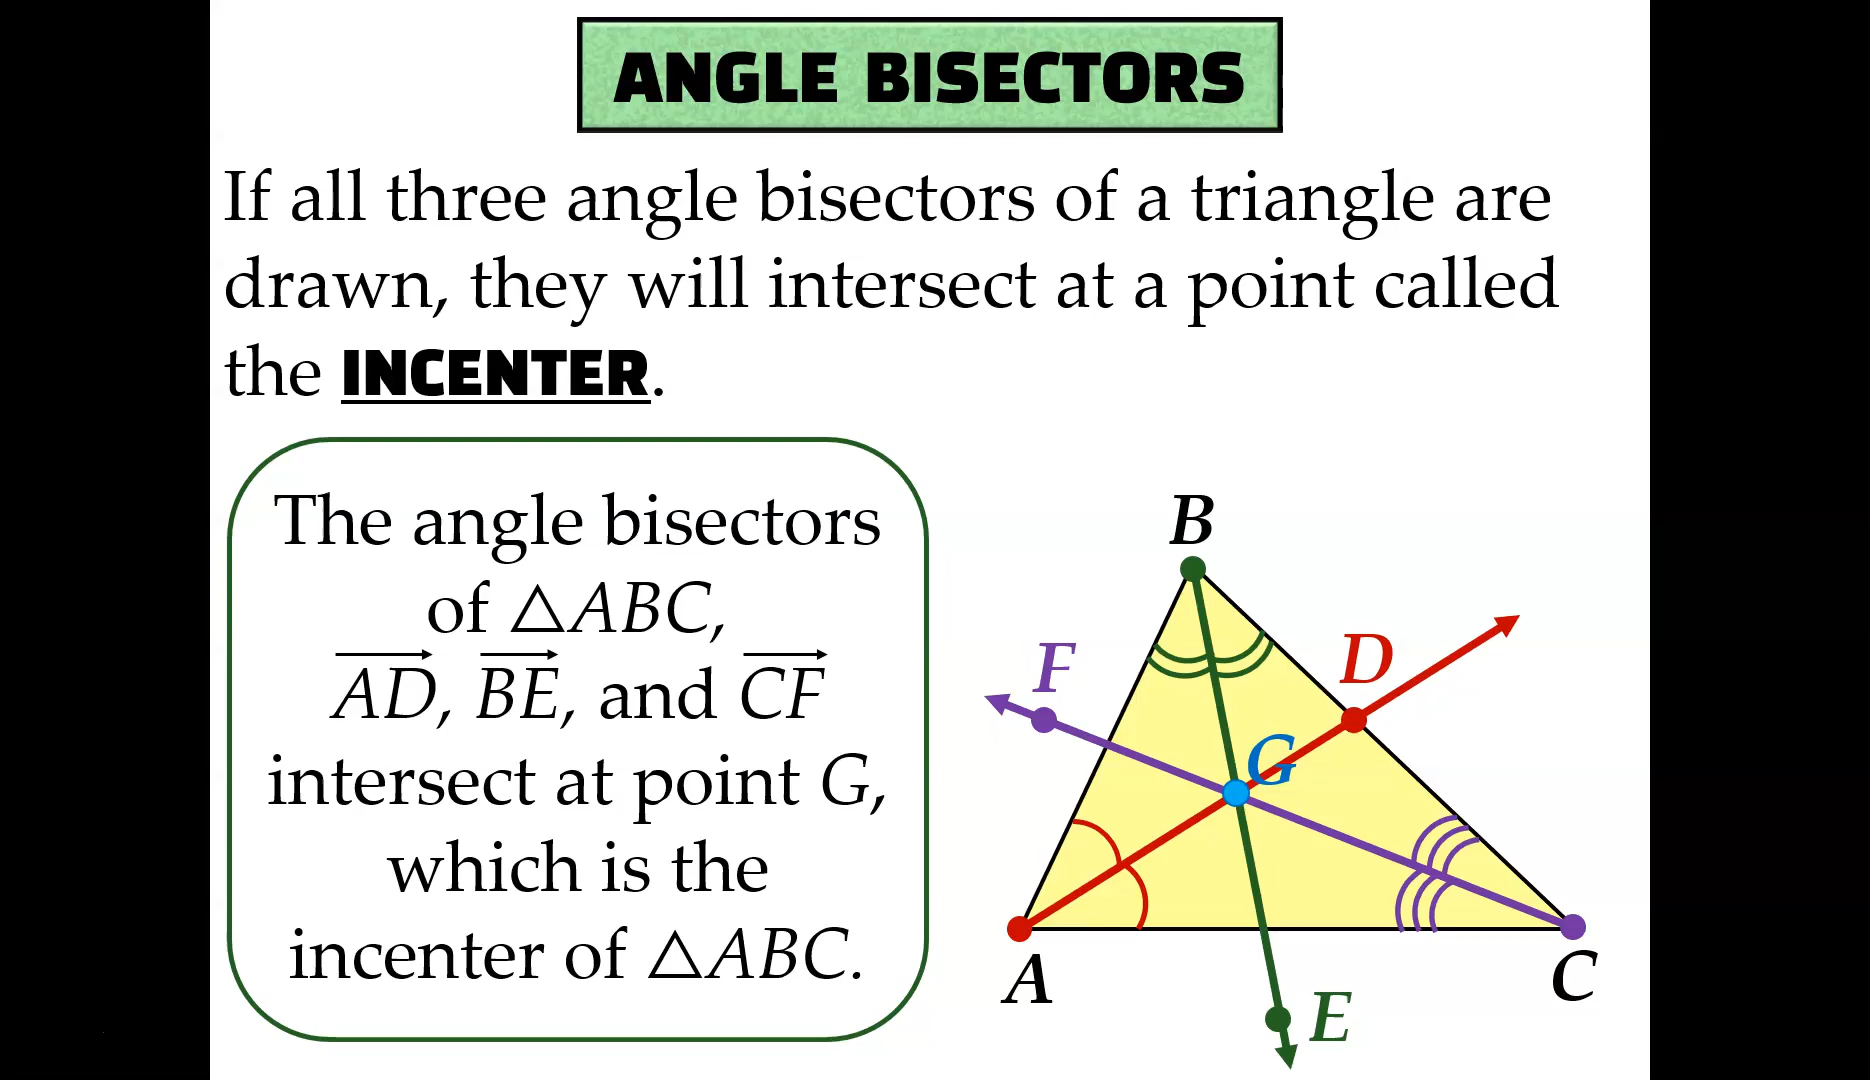 ANGLE BISECTORS
If all three angle bisectors of a triangle are
drawn, they will intersect at a point called
the INCENTER.
The angle bisectors
of △ABC,
AD, BE, and CF
intersect at point G,
which is the
incenter of △ABC.
B
F
D
G
A
C
E